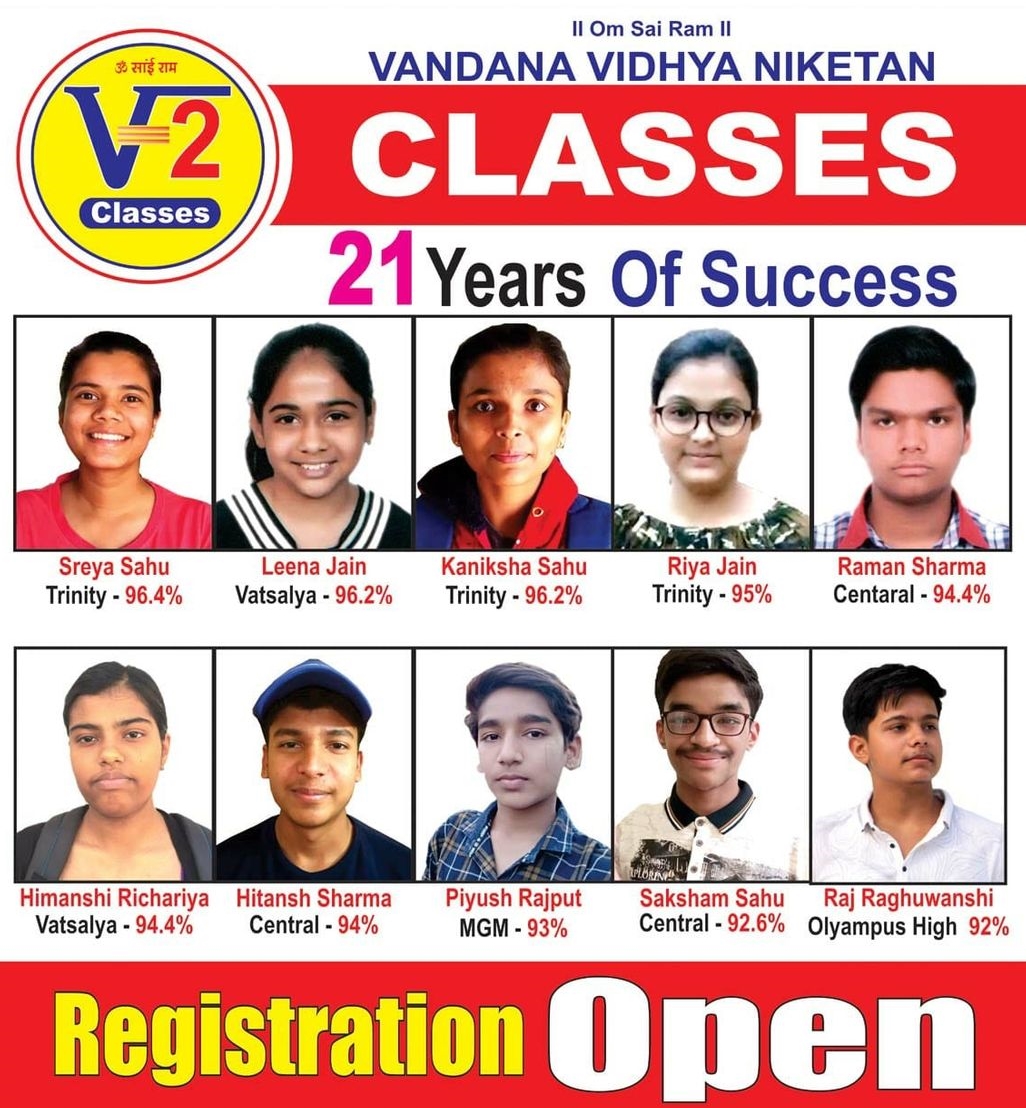 ॐ सांई राम
V2
Classes
II Om Sai Ram II
VANDANA VIDHYA NIKETAN
CLASSES
21 Years Of Success
Sreya Sahu
Trinity - 96.4%
Leena Jain
Vatsalya - 96.2%
Kaniksha Sahu
Trinity - 96.2%
Riya Jain
Trinity - 95%
Raman Sharma
Centaral - 94.4%
Himanshi Richariya
Vatsalya - 94.4%
Hitansh Sharma
Central - 94%
Piyush Rajput
MGM - 93%
Saksham Sahu
Central - 92.6%
Raj Raghuwanshi
Olyampus High 92%
Registration Open